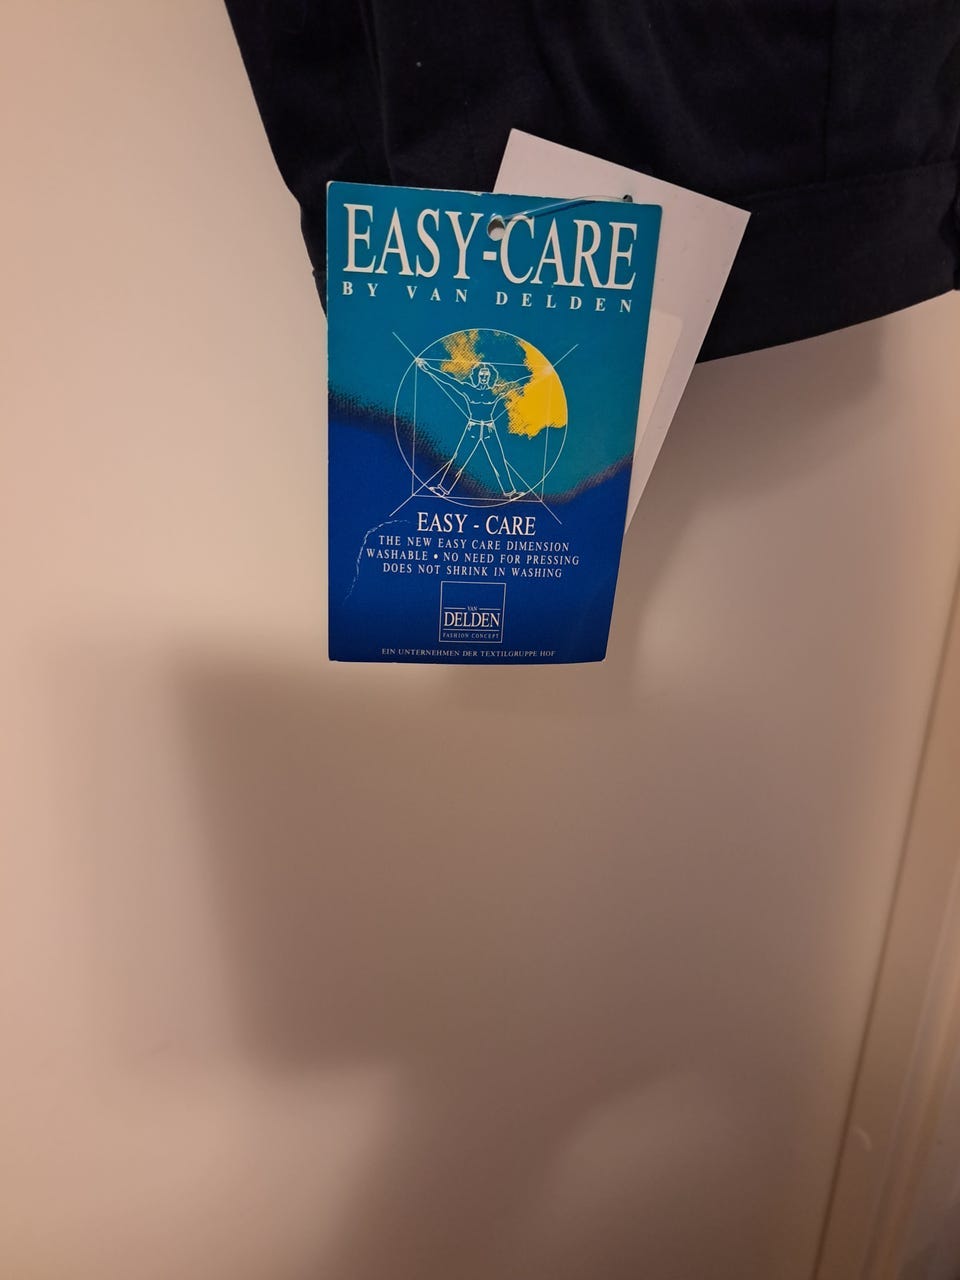 EASY-CARE
BY VAN DELDEN
EASY - CARE
THE NEW EASY CARE DIMENSION
WASHABLE • NO NEED FOR PRESSING
DOES NOT SHRINK IN WASHING
VAN
DELDEN
FASHION CONCEPT
EIN UNTERNEHMEN DER TEXTILGRUPPE HOF